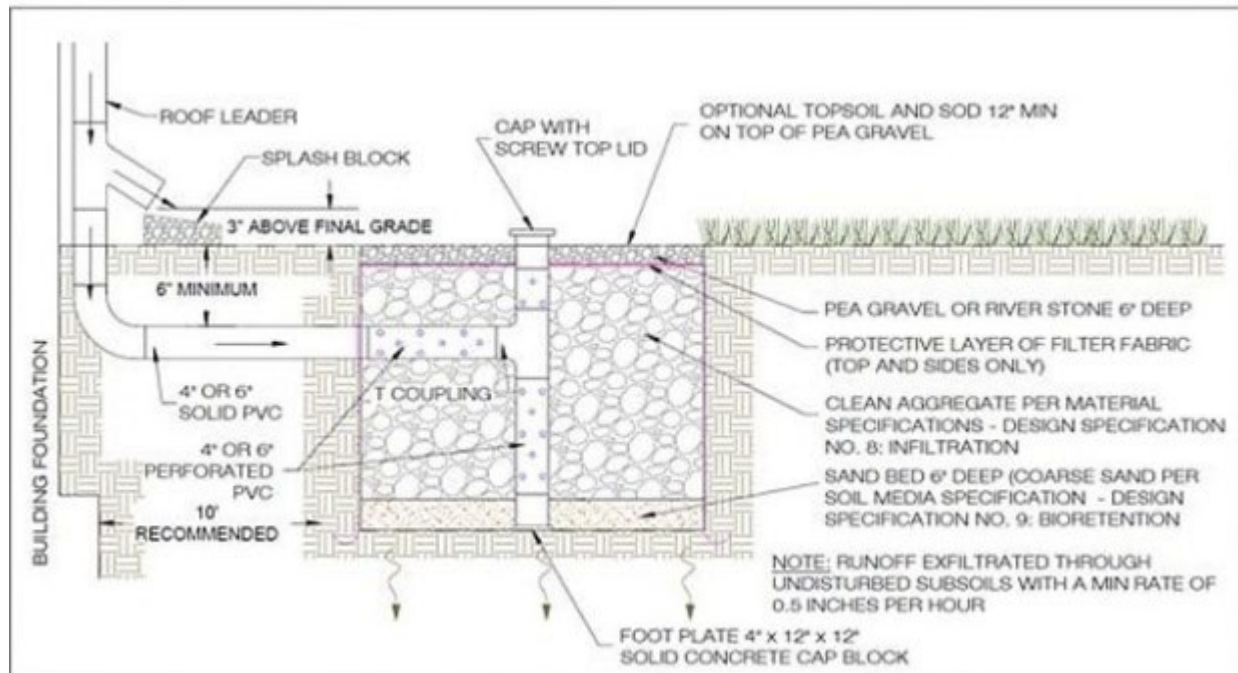 ROOF LEADER
SPLASH BLOCK
3" ABOVE FINAL GRADE
6" MINIMUM
CAP WITH
SCREW TOP LID
OPTIONAL TOPSOIL AND SOD 12" MIN
ON TOP OF PEA GRAVEL
PEA GRAVEL OR RIVER STONE 6" DEEP
PROTECTIVE LAYER OF FILTER FABRIC
(TOP AND SIDES ONLY)
CLEAN AGGREGATE PER MATERIAL
SPECIFICATIONS - DESIGN SPECIFICATION
NO. 8: INFILTRATION
SAND BED 6" DEEP (COARSE SAND PER
SOIL MEDIA SPECIFICATION - DESIGN
SPECIFICATION NO. 9: BIORETENTION
NOTE: RUNOFF EXFILTRATED THROUGH
UNDISTURBED SUBSOILS WITH A MIN RATE OF
0.5 INCHES PER HOUR
4" OR 6"
SOLID PVC
T COUPLING
4" OR 6"
PERFORATED
PVC
10'
RECOMMENDED
BUILDING FOUNDATION
FOOT PLATE 4" x 12" x 12"
SOLID CONCRETE CAP BLOCK